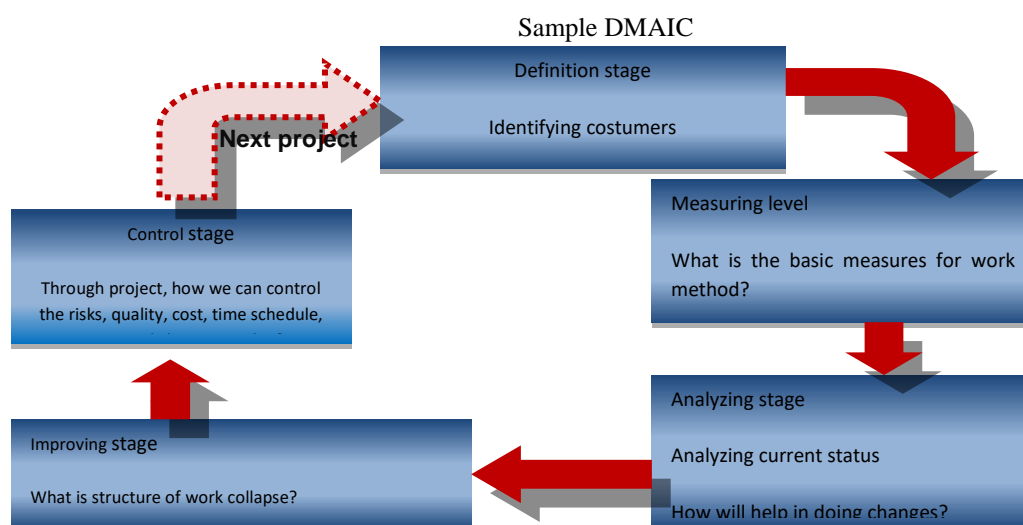 Sample DMAIC
Definition stage
Identifying costumers
Next project
Measuring level
What is the basic measures for work
method?
Control stage
Through project, how we can control
the risks, quality, cost, time schedule,
Analyzing stage
Analyzing current status
How will help in doing changes?
Improving stage
What is structure of work collapse?